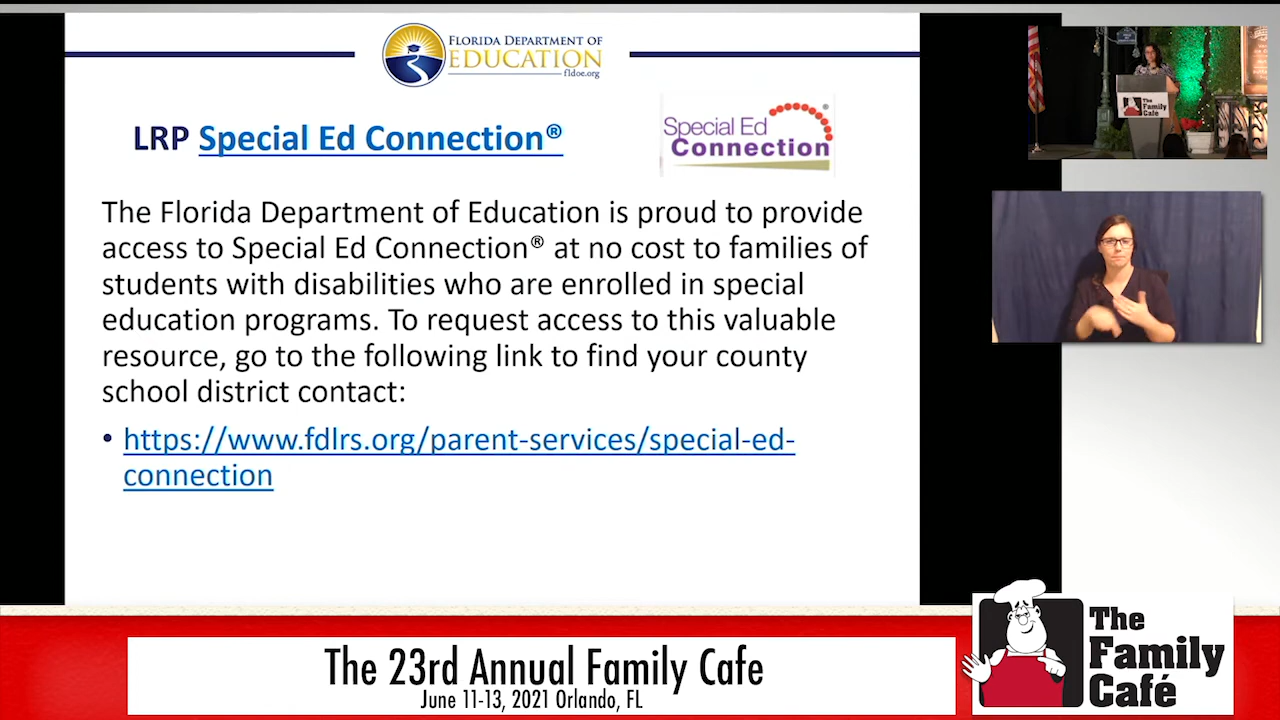 FLORIDA DEPARTMENT OF
EDUCATION
fldoe.org
LRP Special Ed Connection®
Special Ed
Connection®
The Florida Department of Education is proud to provide
access to Special Ed Connection® at no cost to families of
students with disabilities who are enrolled in special
education programs. To request access to this valuable
resource, go to the following link to find your county
school district contact:
• https://www.fdlrs.org/parent-services/special-ed-
connection
The
Family
Café
The 23rd Annual Family Cafe
June 11-13, 2021 Orlando, FL
The
Family
Café